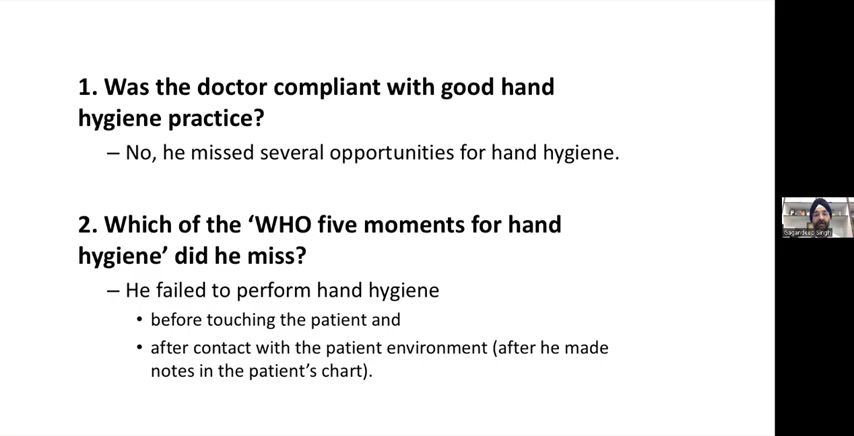 1. Was the doctor compliant with good hand
hygiene practice?
– No, he missed several opportunities for hand hygiene.
2. Which of the ‘WHO five moments for hand
hygiene’ did he miss?
– He failed to perform hand hygiene
• before touching the patient and
• after contact with the patient environment (after he made
notes in the patient’s chart).
Gagandeep Singh